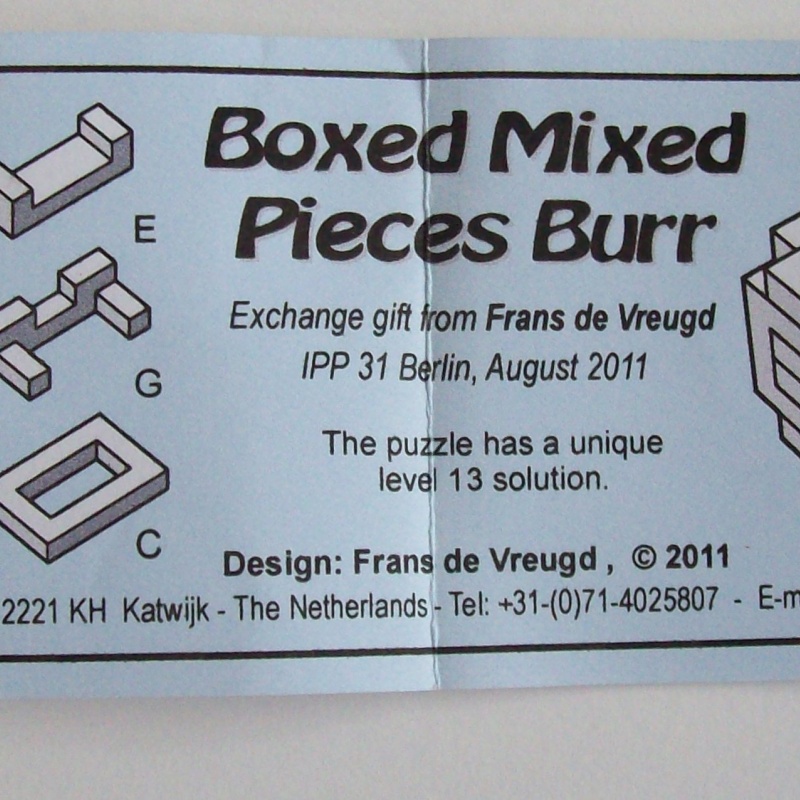 Boxed Mixed
Pieces Burr
E
Exchange gift from Frans de Vreugd
IPP 31 Berlin, August 2011
G
The puzzle has a unique
level 13 solution.
C
Design: Frans de Vreugd , © 2011
2221 KH Katwijk - The Netherlands - Tel: +31-(0)71-4025807 - E-m